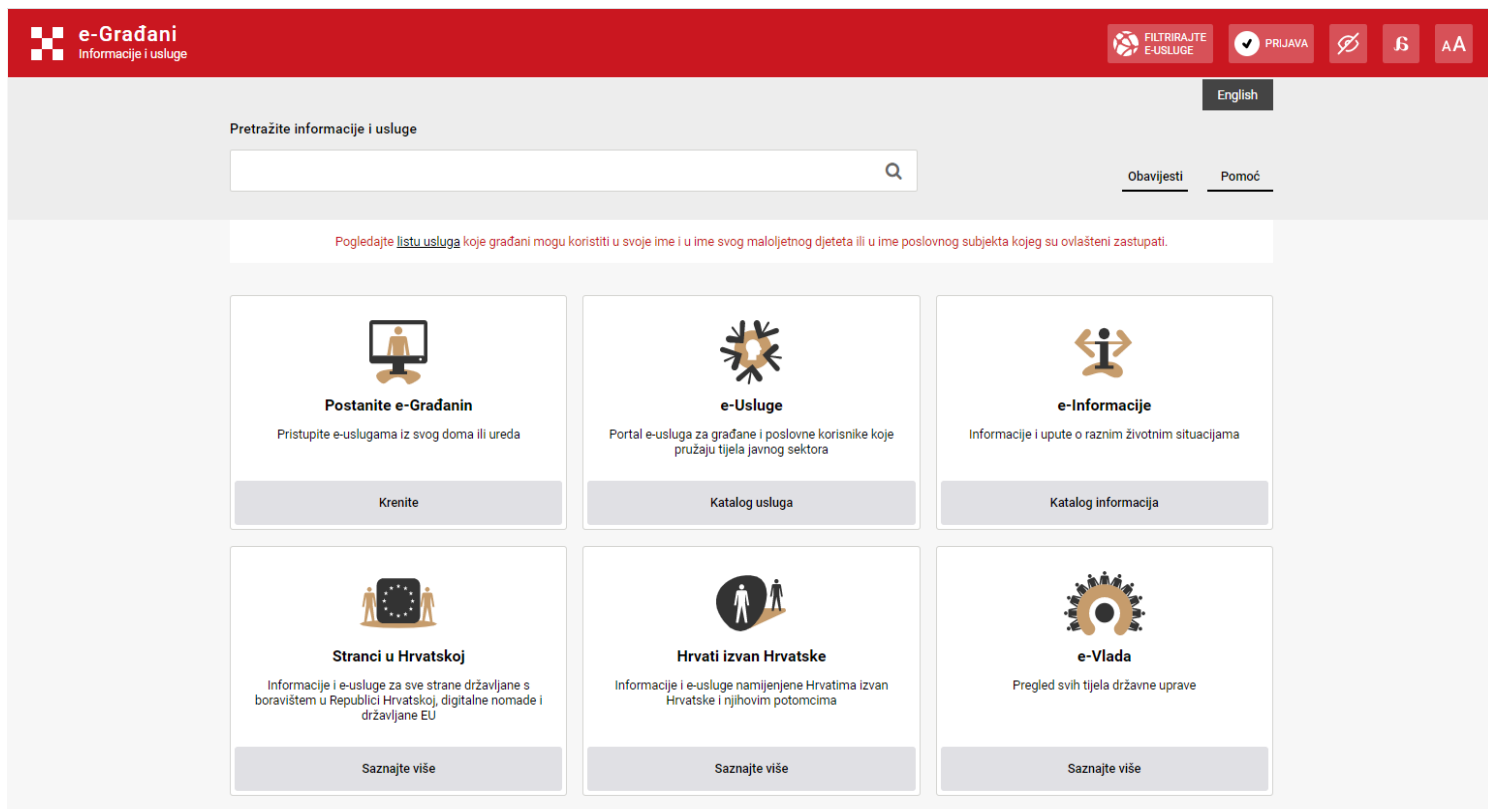 e-Građani
Informacije i usluge
FILTRIRAJTE
E-USLUGE
PRIJAVA
AA
English
Pretražite informacije i usluge
Obavijesti
Pomoć
Pogledajte listu usluga koje građani mogu koristiti u svoje ime i u ime svog maloljetnog djeteta ili u ime poslovnog subjekta kojeg su ovlašteni zastupati.
Postanite e-Građanin
Pristupite e-uslugama iz svog doma ili ureda
Krenite
e-Usluge
Portal e-usluga za građane i poslovne korisnike koje
pružaju tijela javnog sektora
Katalog usluga
e-Informacije
Informacije i upute o raznim životnim situacijama
Katalog informacija
Stranci u Hrvatskoj
Informacije i e-usluge za sve strane državljane s
boravištem u Republici Hrvatskoj, digitalne nomade i
državljane EU
Saznajte više
Hrvati izvan Hrvatske
Informacije i e-usluge namijenjene Hrvatima izvan
Hrvatske i njihovim potomcima
Saznajte više
e-Vlada
Pregled svih tijela državne uprave
Saznajte više